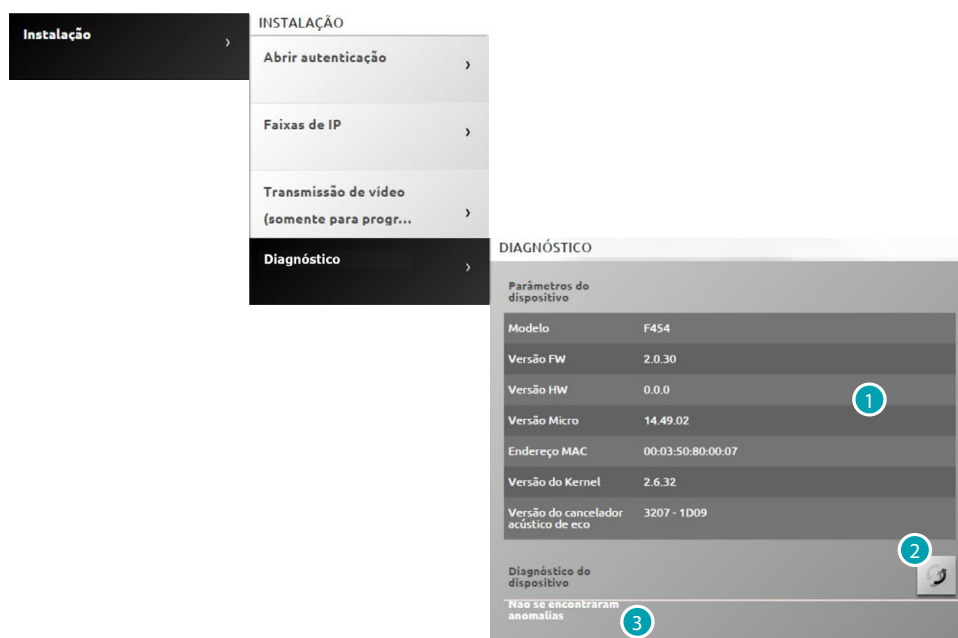 Instalação
INSTALAÇÃO
Abrir autenticação
Faixas de IP
Transmissão de vídeo
(somente para progr...
Diagnóstico
DIAGNÓSTICO
Parâmetros do
dispositivo
Modelo F454
Versão FW 2.0.30
Versão HW 0.0.0
1
Versão Micro 14.49.02
Endereço MAC 00:03:50:80:00:07
Versão do Kernel 2.6.32
Versão do cancelador 3207 - 1D09
acústico de eco
2
Diagnóstico do
dispositivo
Nao se encontraram
anomalias
3